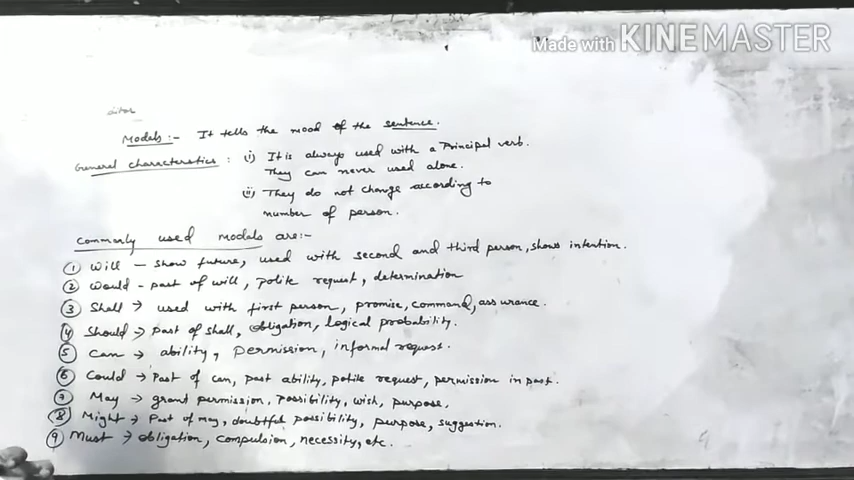 Made with KINEMASTER
Modals:- It tells the mood of the sentence.
General characteristics : (i) It is always used with a Principal verb.
They can never used alone.
(ii) They do not change according to
number of person.
Commonly used modals are:-
① Will - show future, used with second and third person, shows intention.
② Would - past of will, polite request, determination
③ Shall → used with first person, promise, command, assurance.
④ Should → past of shall, obligation, logical probability.
⑤ Can → ability, permission, informal request.
⑥ Could → Past of can, past ability, polite request, permission in past.
⑦ May → grant permission, possibility, wish, purpose,
⑧ Might → Past of may, doubtful possibility, purpose, suggestion.
⑨ Must → obligation, compulsion, necessity, etc.